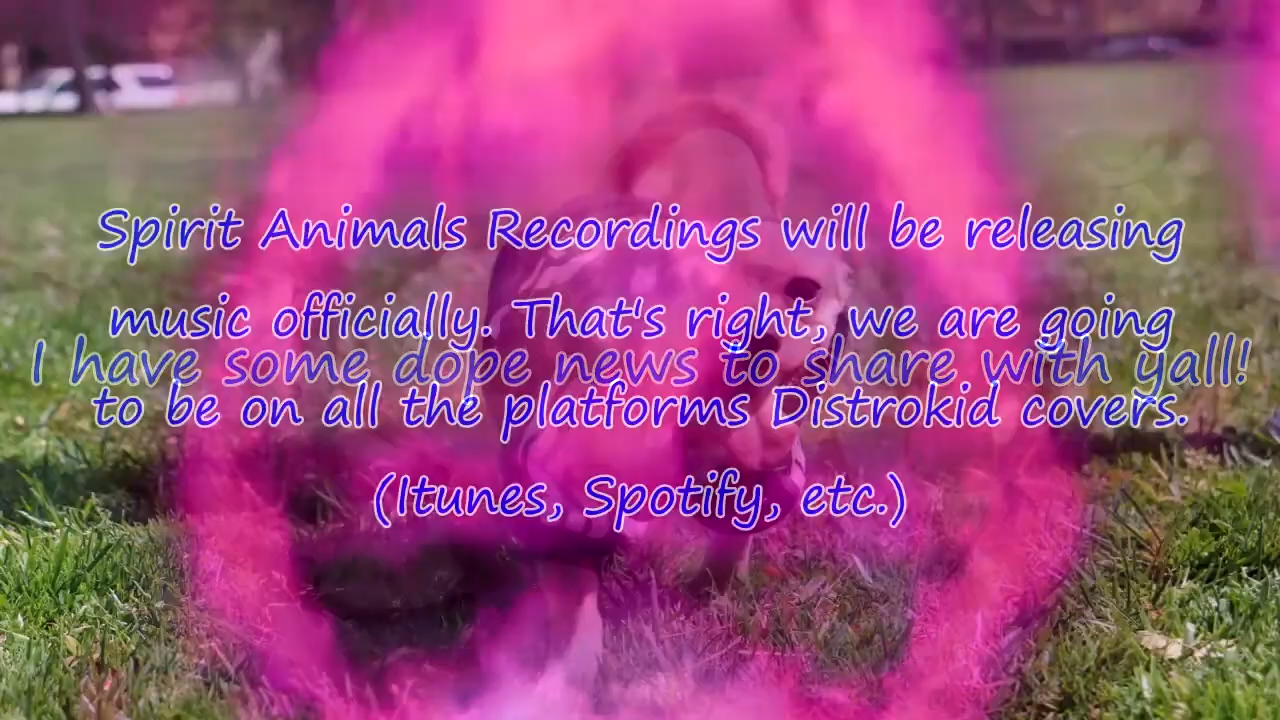 Spirit Animals Recordings will be releasing
music officially. That's right, we are going
I have some dope news to share with yall!
to be on all the platforms Distrokid covers.
(Itunes, Spotify, etc.)